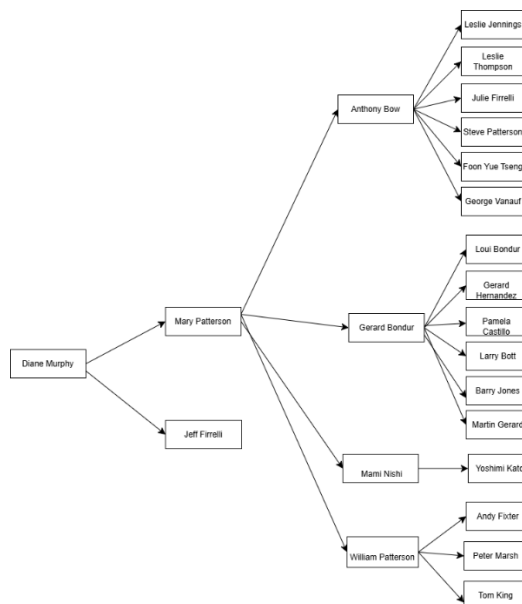 Leslie Jennings
Leslie
Thompson
Julie Firrelli
Anthony Bow
Steve Patterson
Foon Yue Tseng
George Vanauf
Loui Bondur
Gerard
Hernandez
Mary Patterson
Pamela
Castillo
Gerard Bondur
Larry Bott
Diane Murphy
Barry Jones
Martin Gerard
Jeff Firrelli
Mami Nishi
Yoshimi Kato
Andy Fixter
William Patterson
Peter Marsh
Tom King